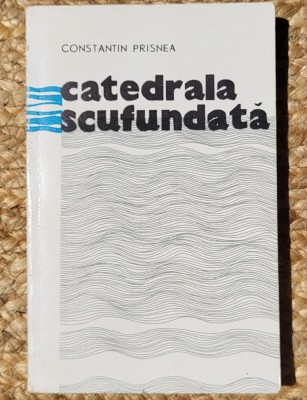 CONSTANTIN PRISNEA
catedrala
scufundată